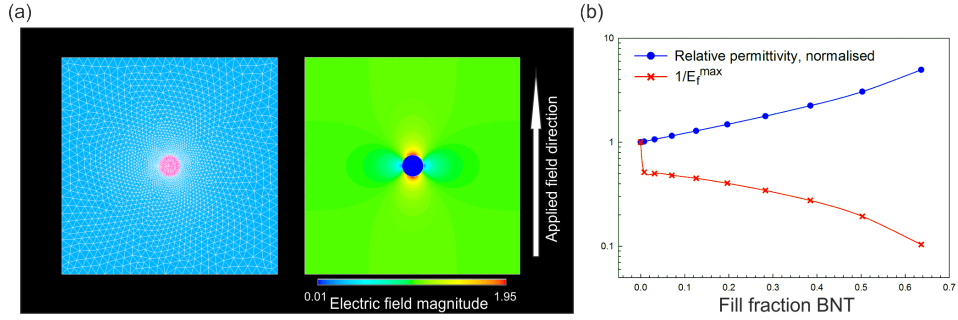 (a)
0.01
1.95
Electric field magnitude
Applied field direction
(b)
10
1
0.1
Relative permittivity, normalised
1/E_f^max
0.0 0.1 0.2 0.3 0.4 0.5 0.6 0.7
Fill fraction BNT